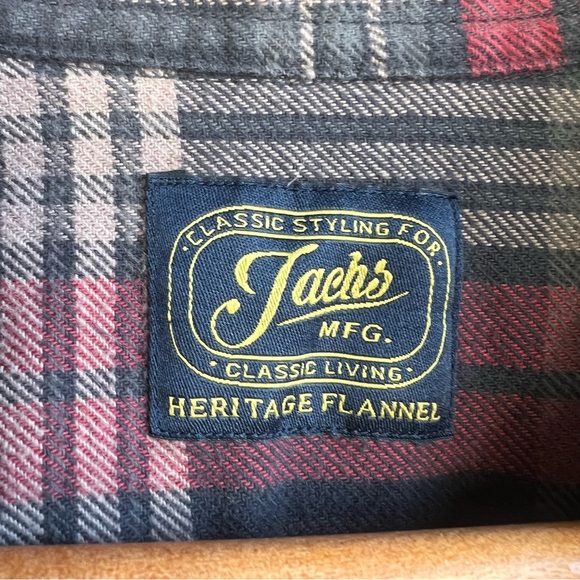 ·CLASSIC STYLING FOR·
Jachs
MFG.
·CLASSIC LIVING·
HERITAGE FLANNEL